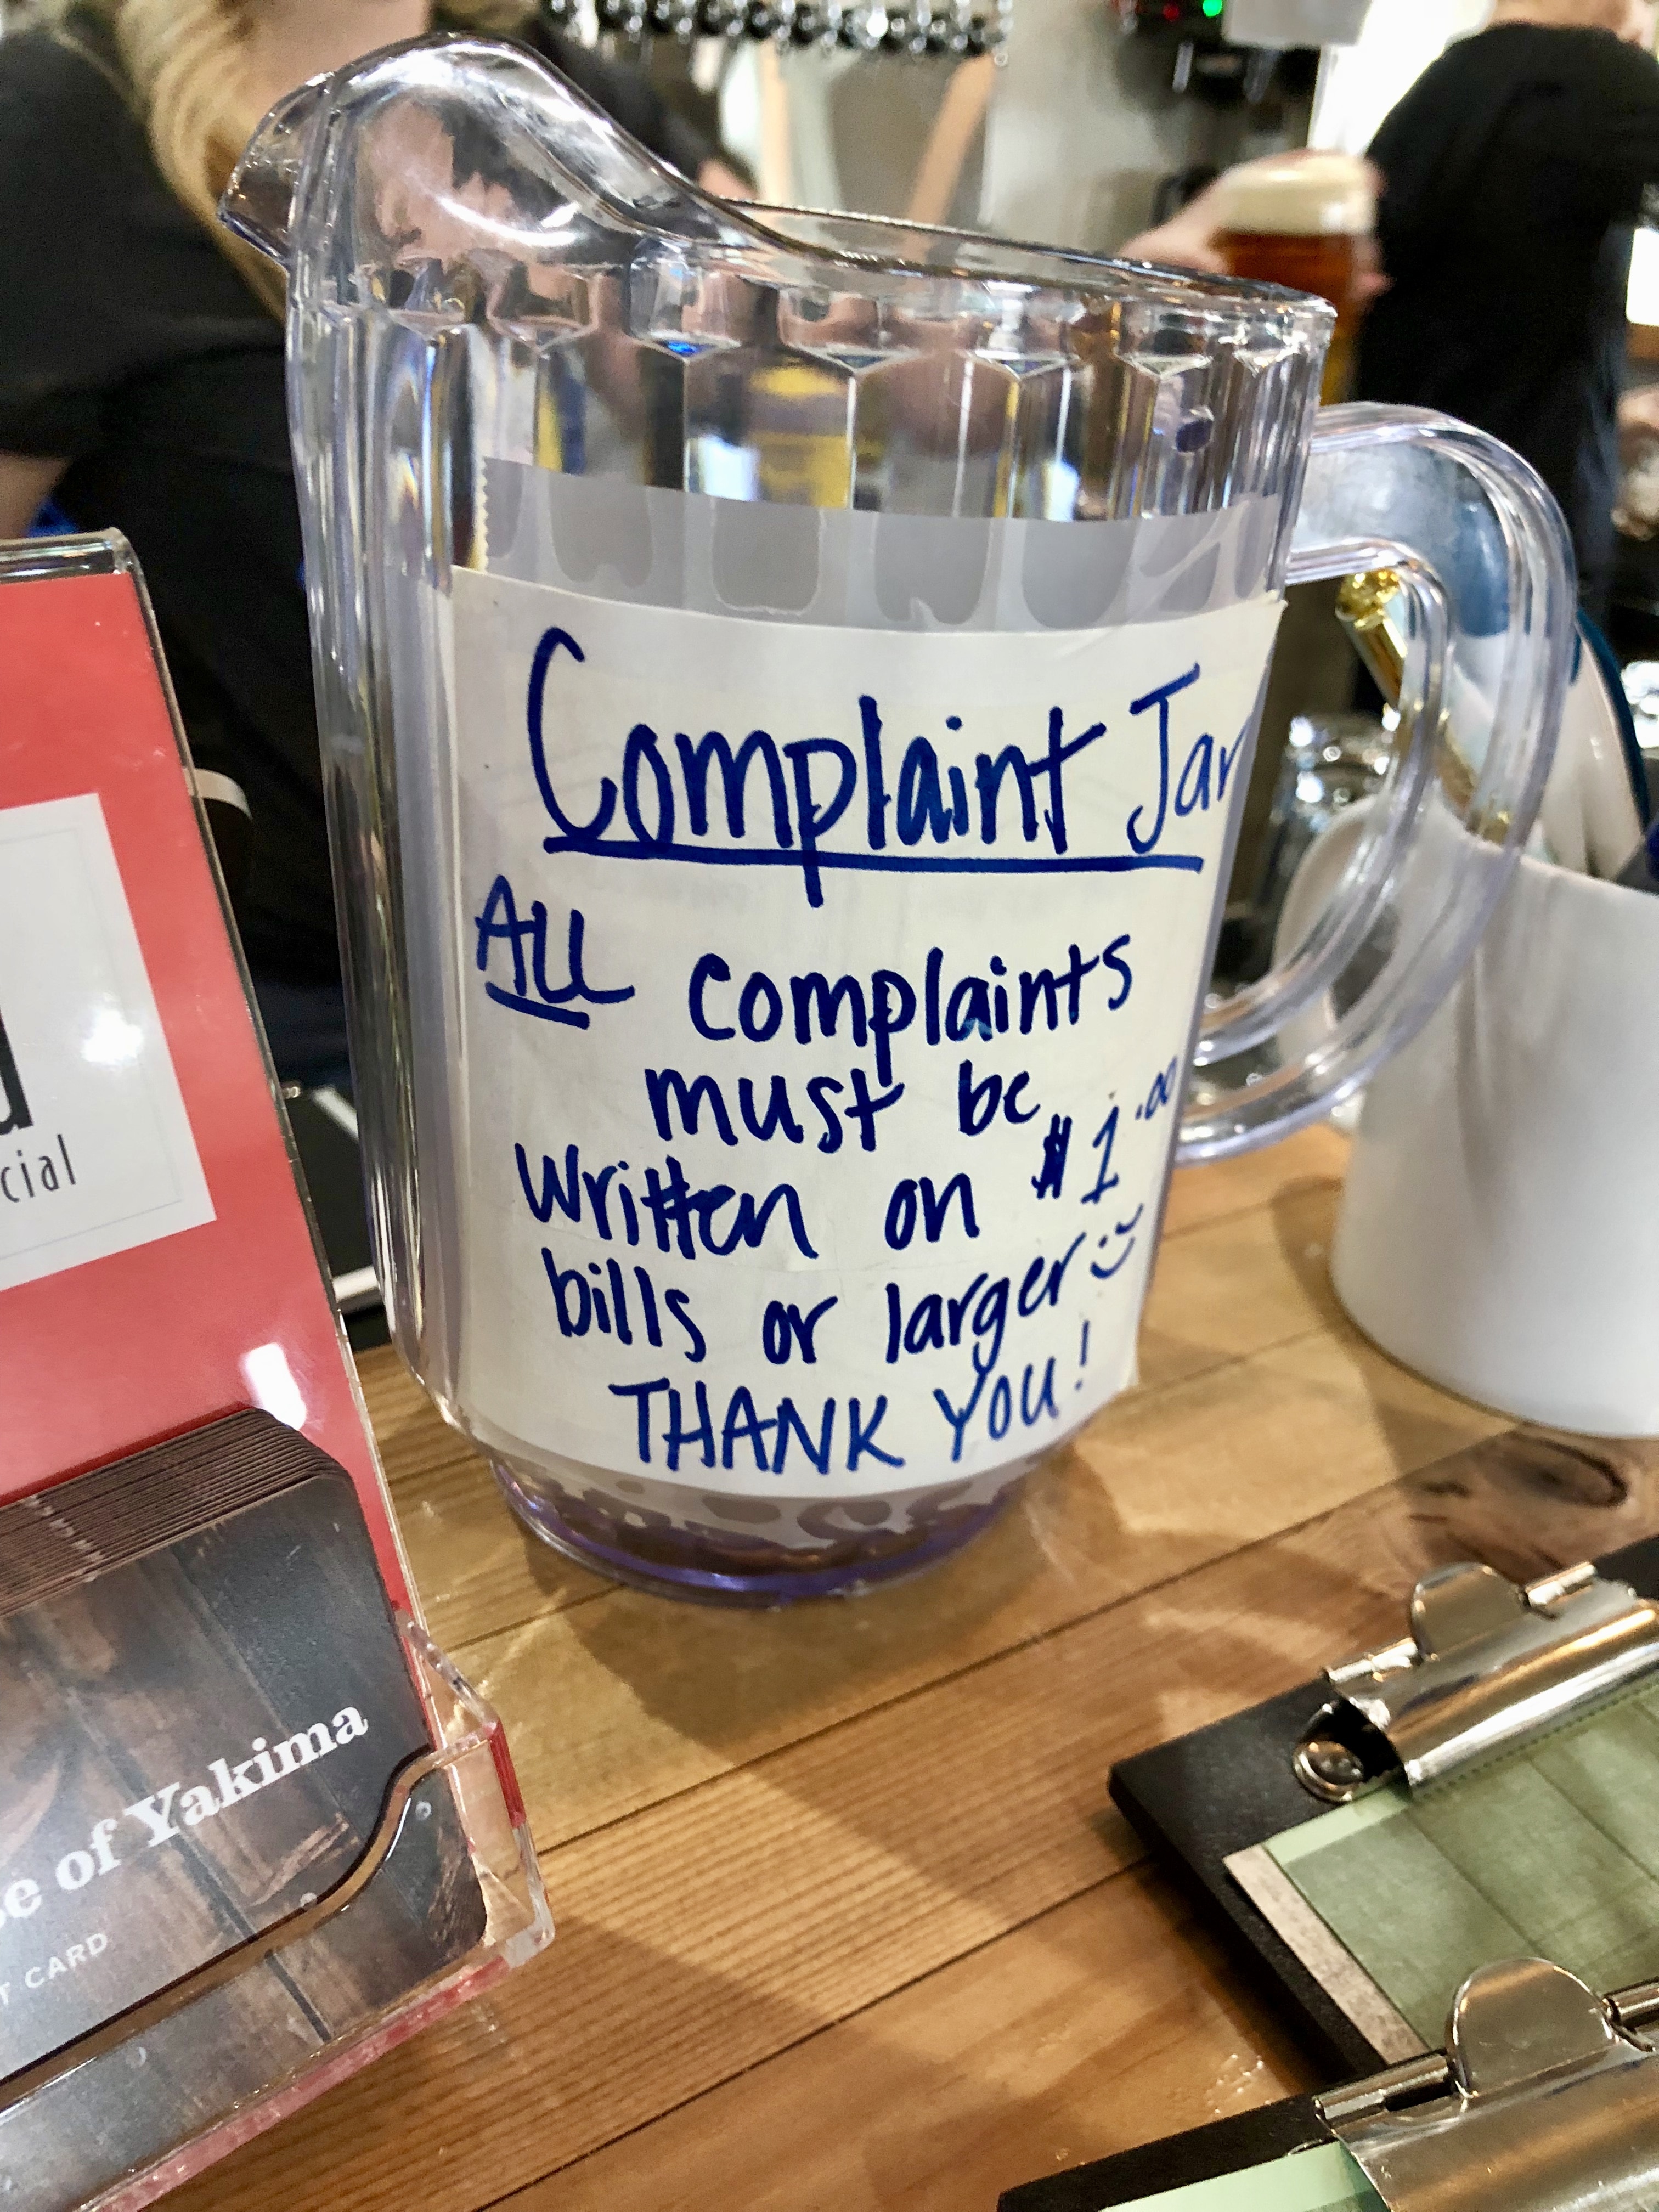 Complaint Jar
ALL complaints
must be
written on $1.00
bills or larger :)
THANK YOU!
cial
of Yakima
CARD